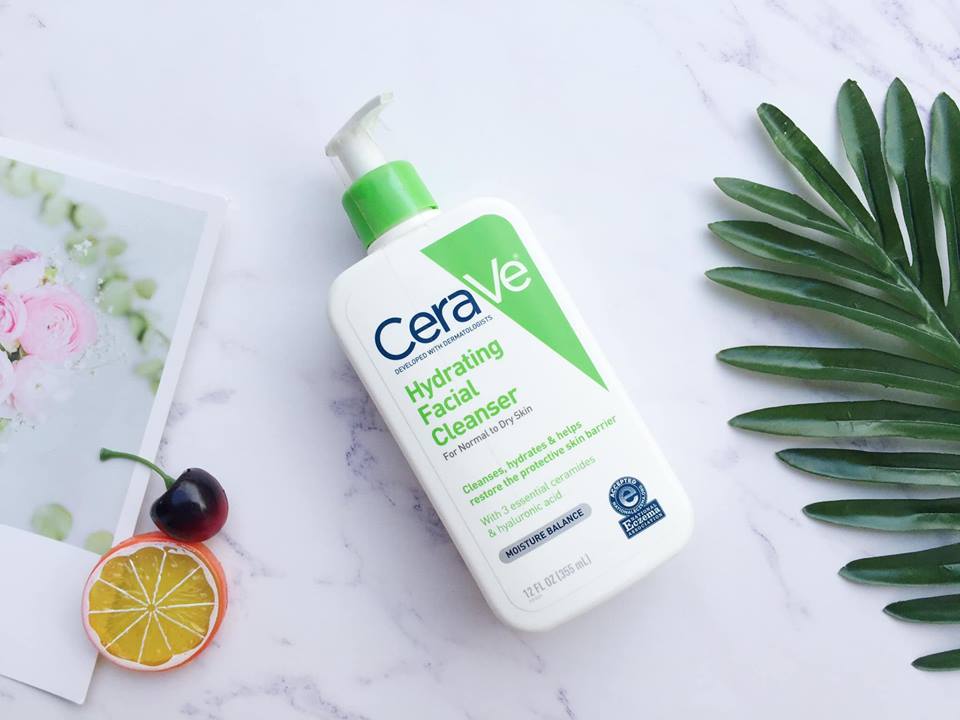 CeraVe®
DEVELOPED WITH DERMATOLOGISTS
Hydrating
Facial
Cleanser
For Normal to Dry Skin
Cleanses, hydrates & helps
restore the protective skin barrier
With 3 essential ceramides
& hyaluronic acid
MOISTURE BALANCE
ACCEPTED
e
NATIONAL
Eczema
ASSOCIATION
12 FL OZ (355 mL)